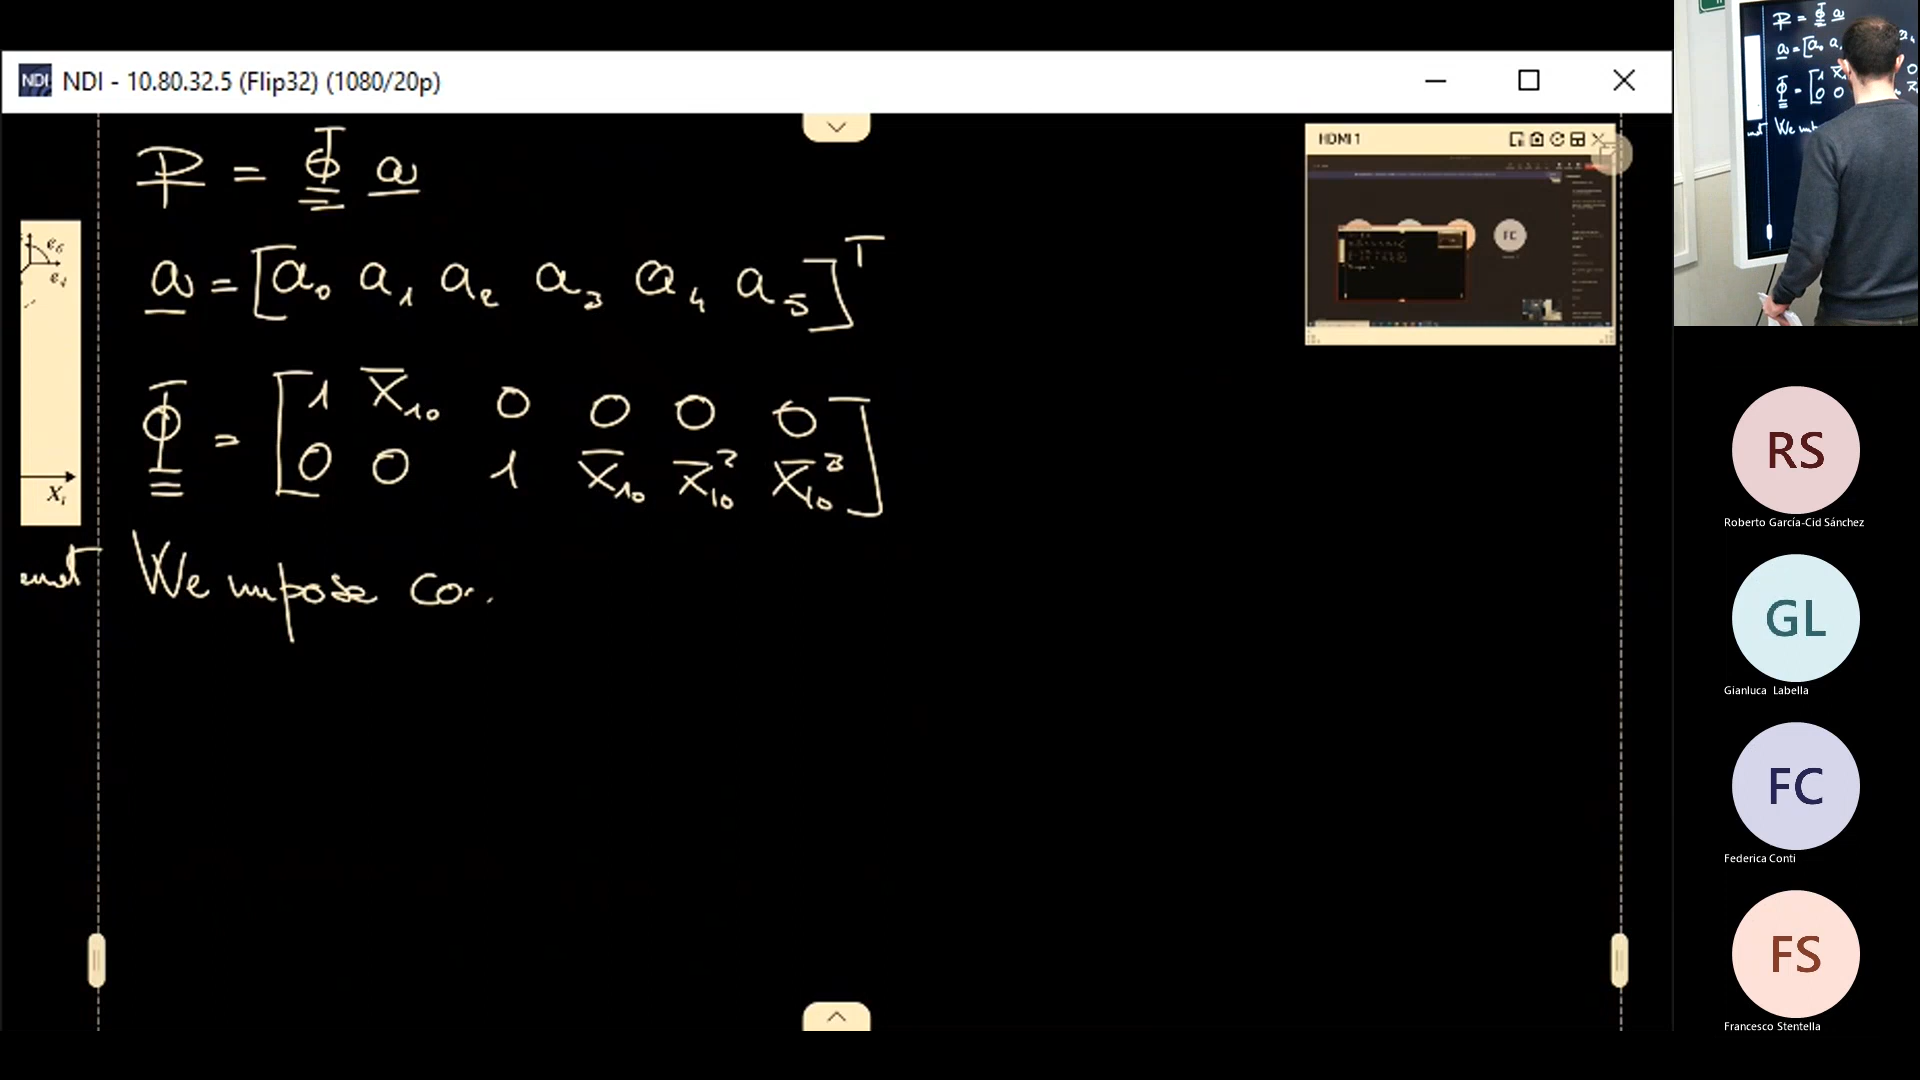 NDI - 10.80.32.5 (Flip32) (1080/20p)
P = Φ a
a = [a₀ a₁ a₂ a₃ a₄ a₅]ᵀ
Φ = [1 x̄₁₀ 0 0 0 0
0 0 1 x̄₁₀ x̄₁₀² x̄₁₀³]
We impose co
Xᵢ
HDMI 1
FC
RS
Roberto García-Cid Sánchez
GL
Gianluca Labella
FC
Federica Conti
FS
Francesco Stentella